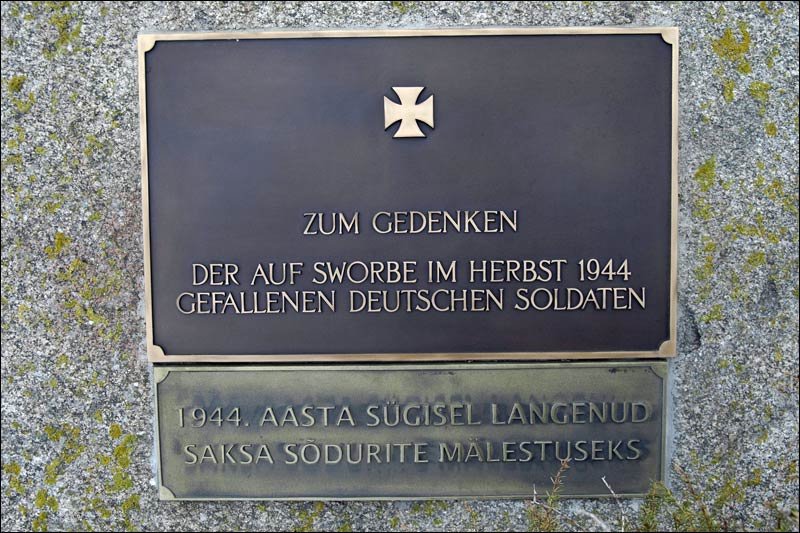 ZUM GEDENKEN
DER AUF SWORBE IM HERBST 1944
GEFALLENEN DEUTSCHEN SOLDATEN
1944. AASTA SÜGISEL LANGENUD
SAKSA SÕDURITE MÄLESTUSEKS